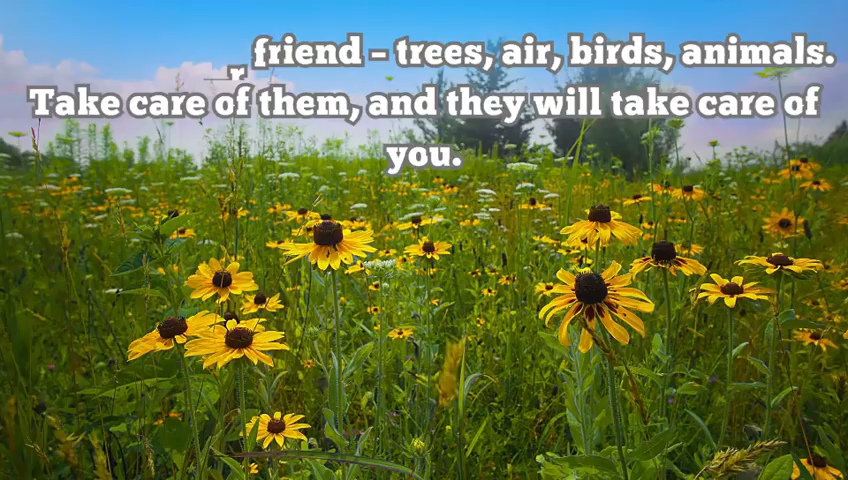 friend – trees, air, birds, animals.
Take care of them, and they will take care of
you.